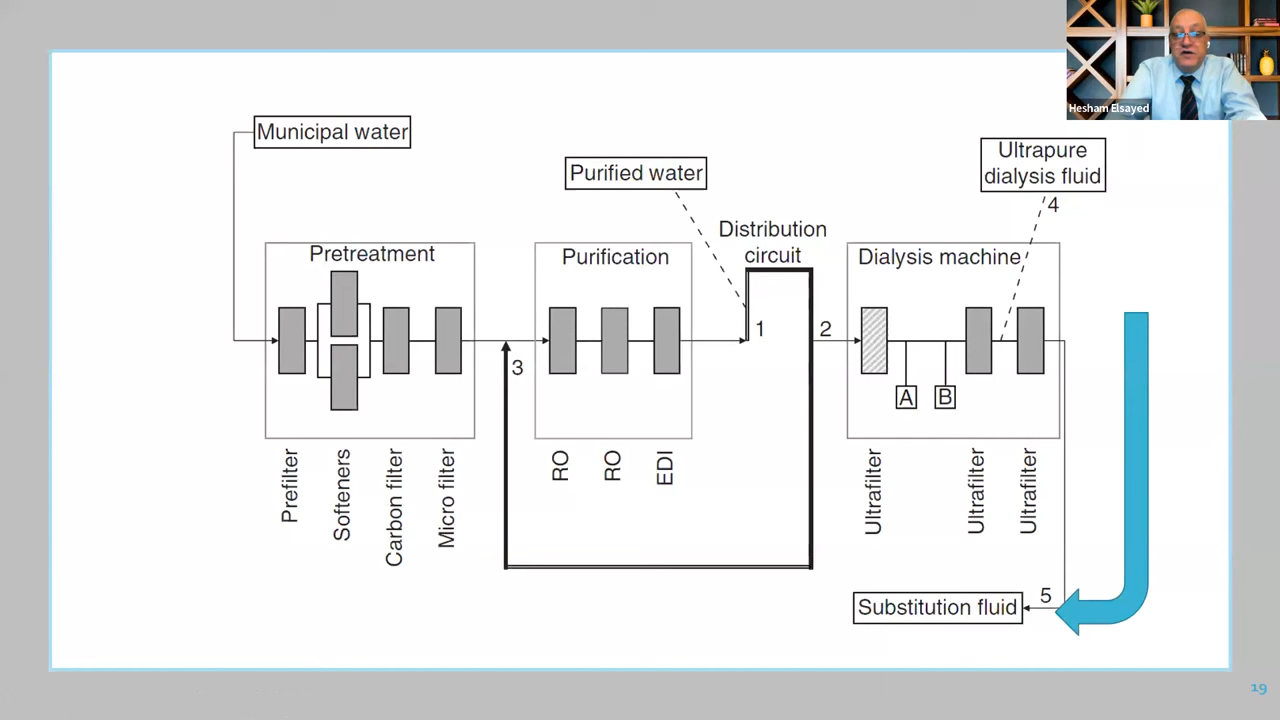 Hesham Elsayed
Municipal water
Purified water
Ultrapure
dialysis fluid
4
Distribution
circuit
Pretreatment
Purification
Dialysis machine
1
2
3
A
B
Prefilter
Softeners
Carbon filter
Micro filter
RO
RO
EDI
Ultrafilter
Ultrafilter
Ultrafilter
5
Substitution fluid
19